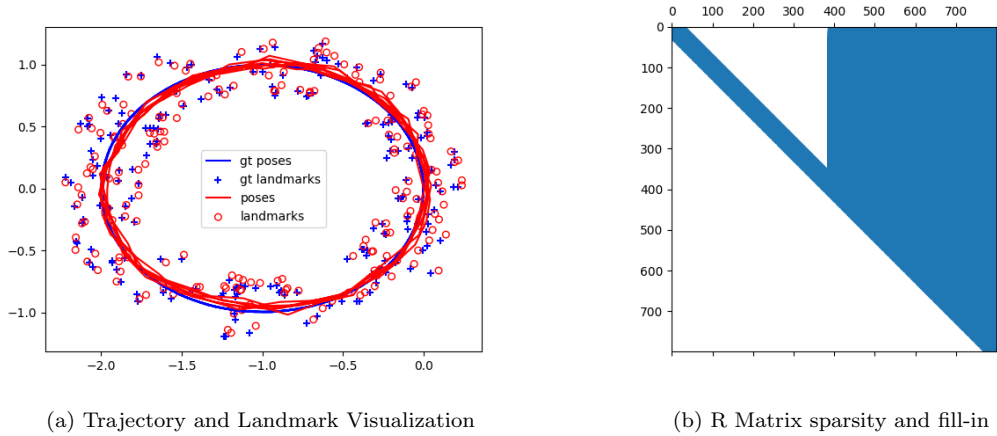 1.0
0.5
0.0
−0.5
−1.0
−2.0 −1.5 −1.0 −0.5 0.0
gt poses
gt landmarks
poses
landmarks
(a) Trajectory and Landmark Visualization
0 100 200 300 400 500 600 700
0
100
200
300
400
500
600
700
(b) R Matrix sparsity and fill-in